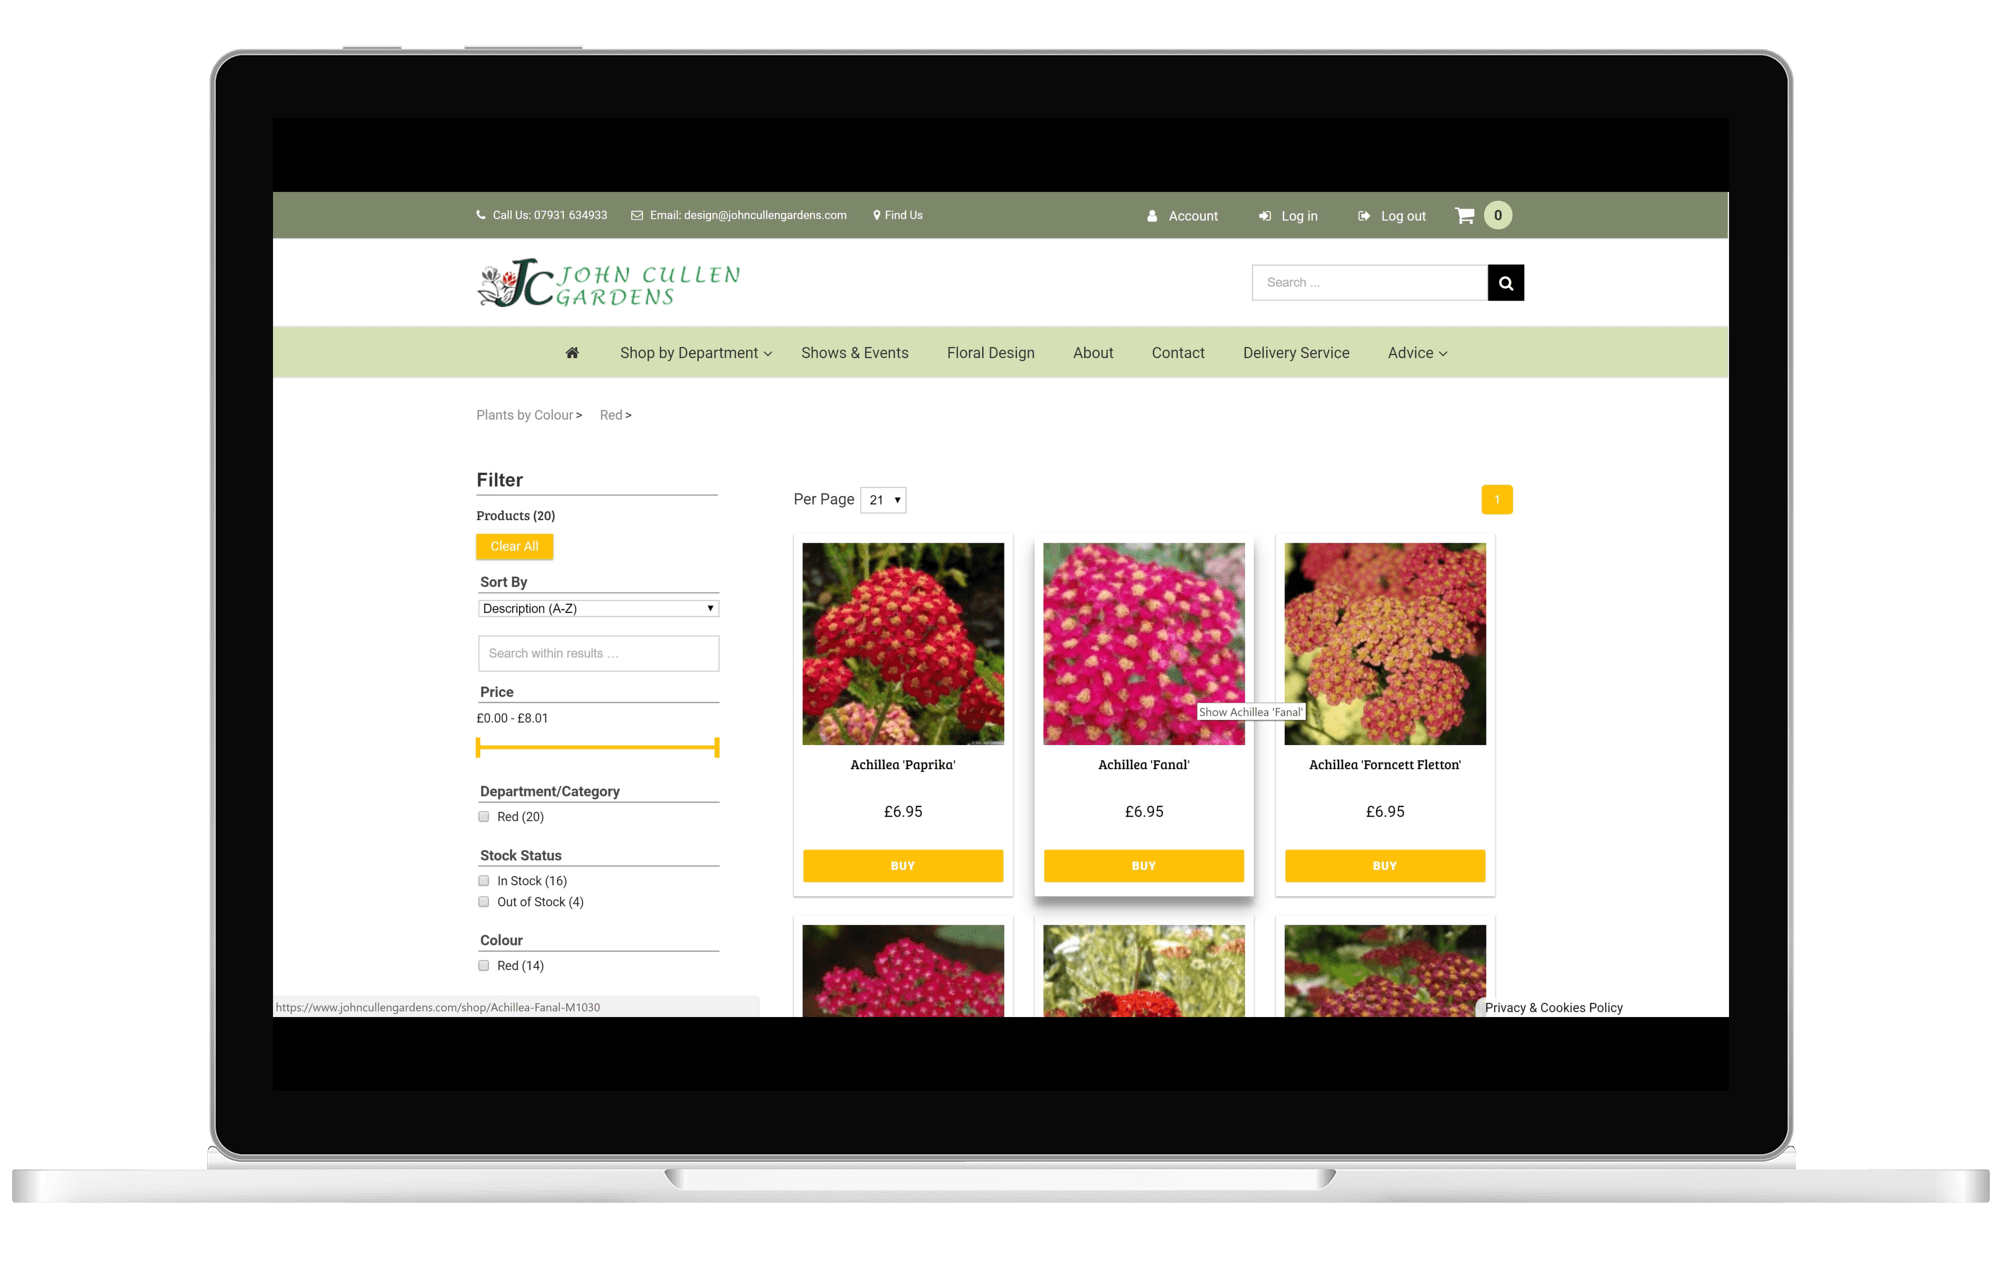 Call Us: 07931 634933 Email: design@johncullengardens.com Find Us Account Log in Log out 0
JC JOHN CULLEN
GARDENS
Search ...
Shop by Department Shows & Events Floral Design About Contact Delivery Service Advice
Plants by Colour > Red >
Filter
Products (20)
Clear All
Sort By
Description (A-Z)
Search within results ...
Price
£0.00 - £8.01
Department/Category
Red (20)
Stock Status
In Stock (16)
Out of Stock (4)
Colour
Red (14)
Per Page 21 1
Show Achillea 'Fanal'
Achillea 'Paprika' Achillea 'Fanal' Achillea 'Forncett Fletton'
£6.95 £6.95 £6.95
BUY BUY BUY
https://www.johncullengardens.com/shop/Achillea-Fanal-M1030
Privacy & Cookies Policy